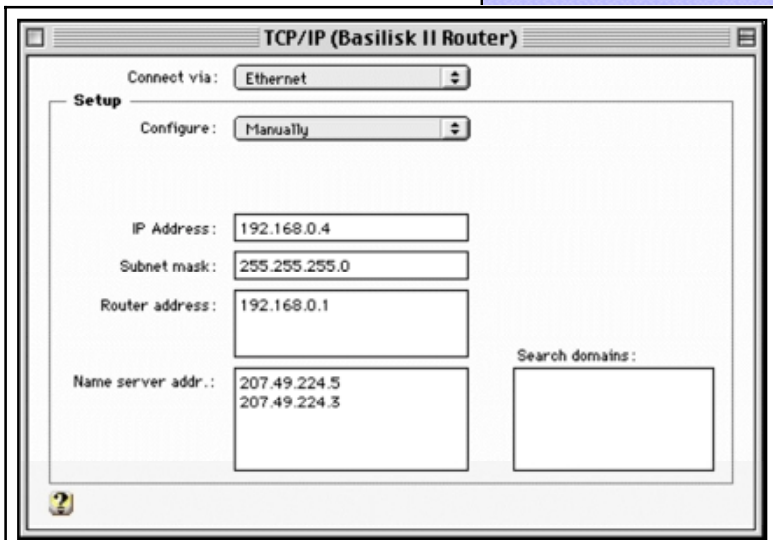 TCP/IP (Basilisk II Router)
Connect via: Ethernet
Setup
Configure: Manually
IP Address: 192.168.0.4
Subnet mask: 255.255.255.0
Router address: 192.168.0.1
Search domains:
Name server addr.: 207.49.224.5
207.49.224.3
?